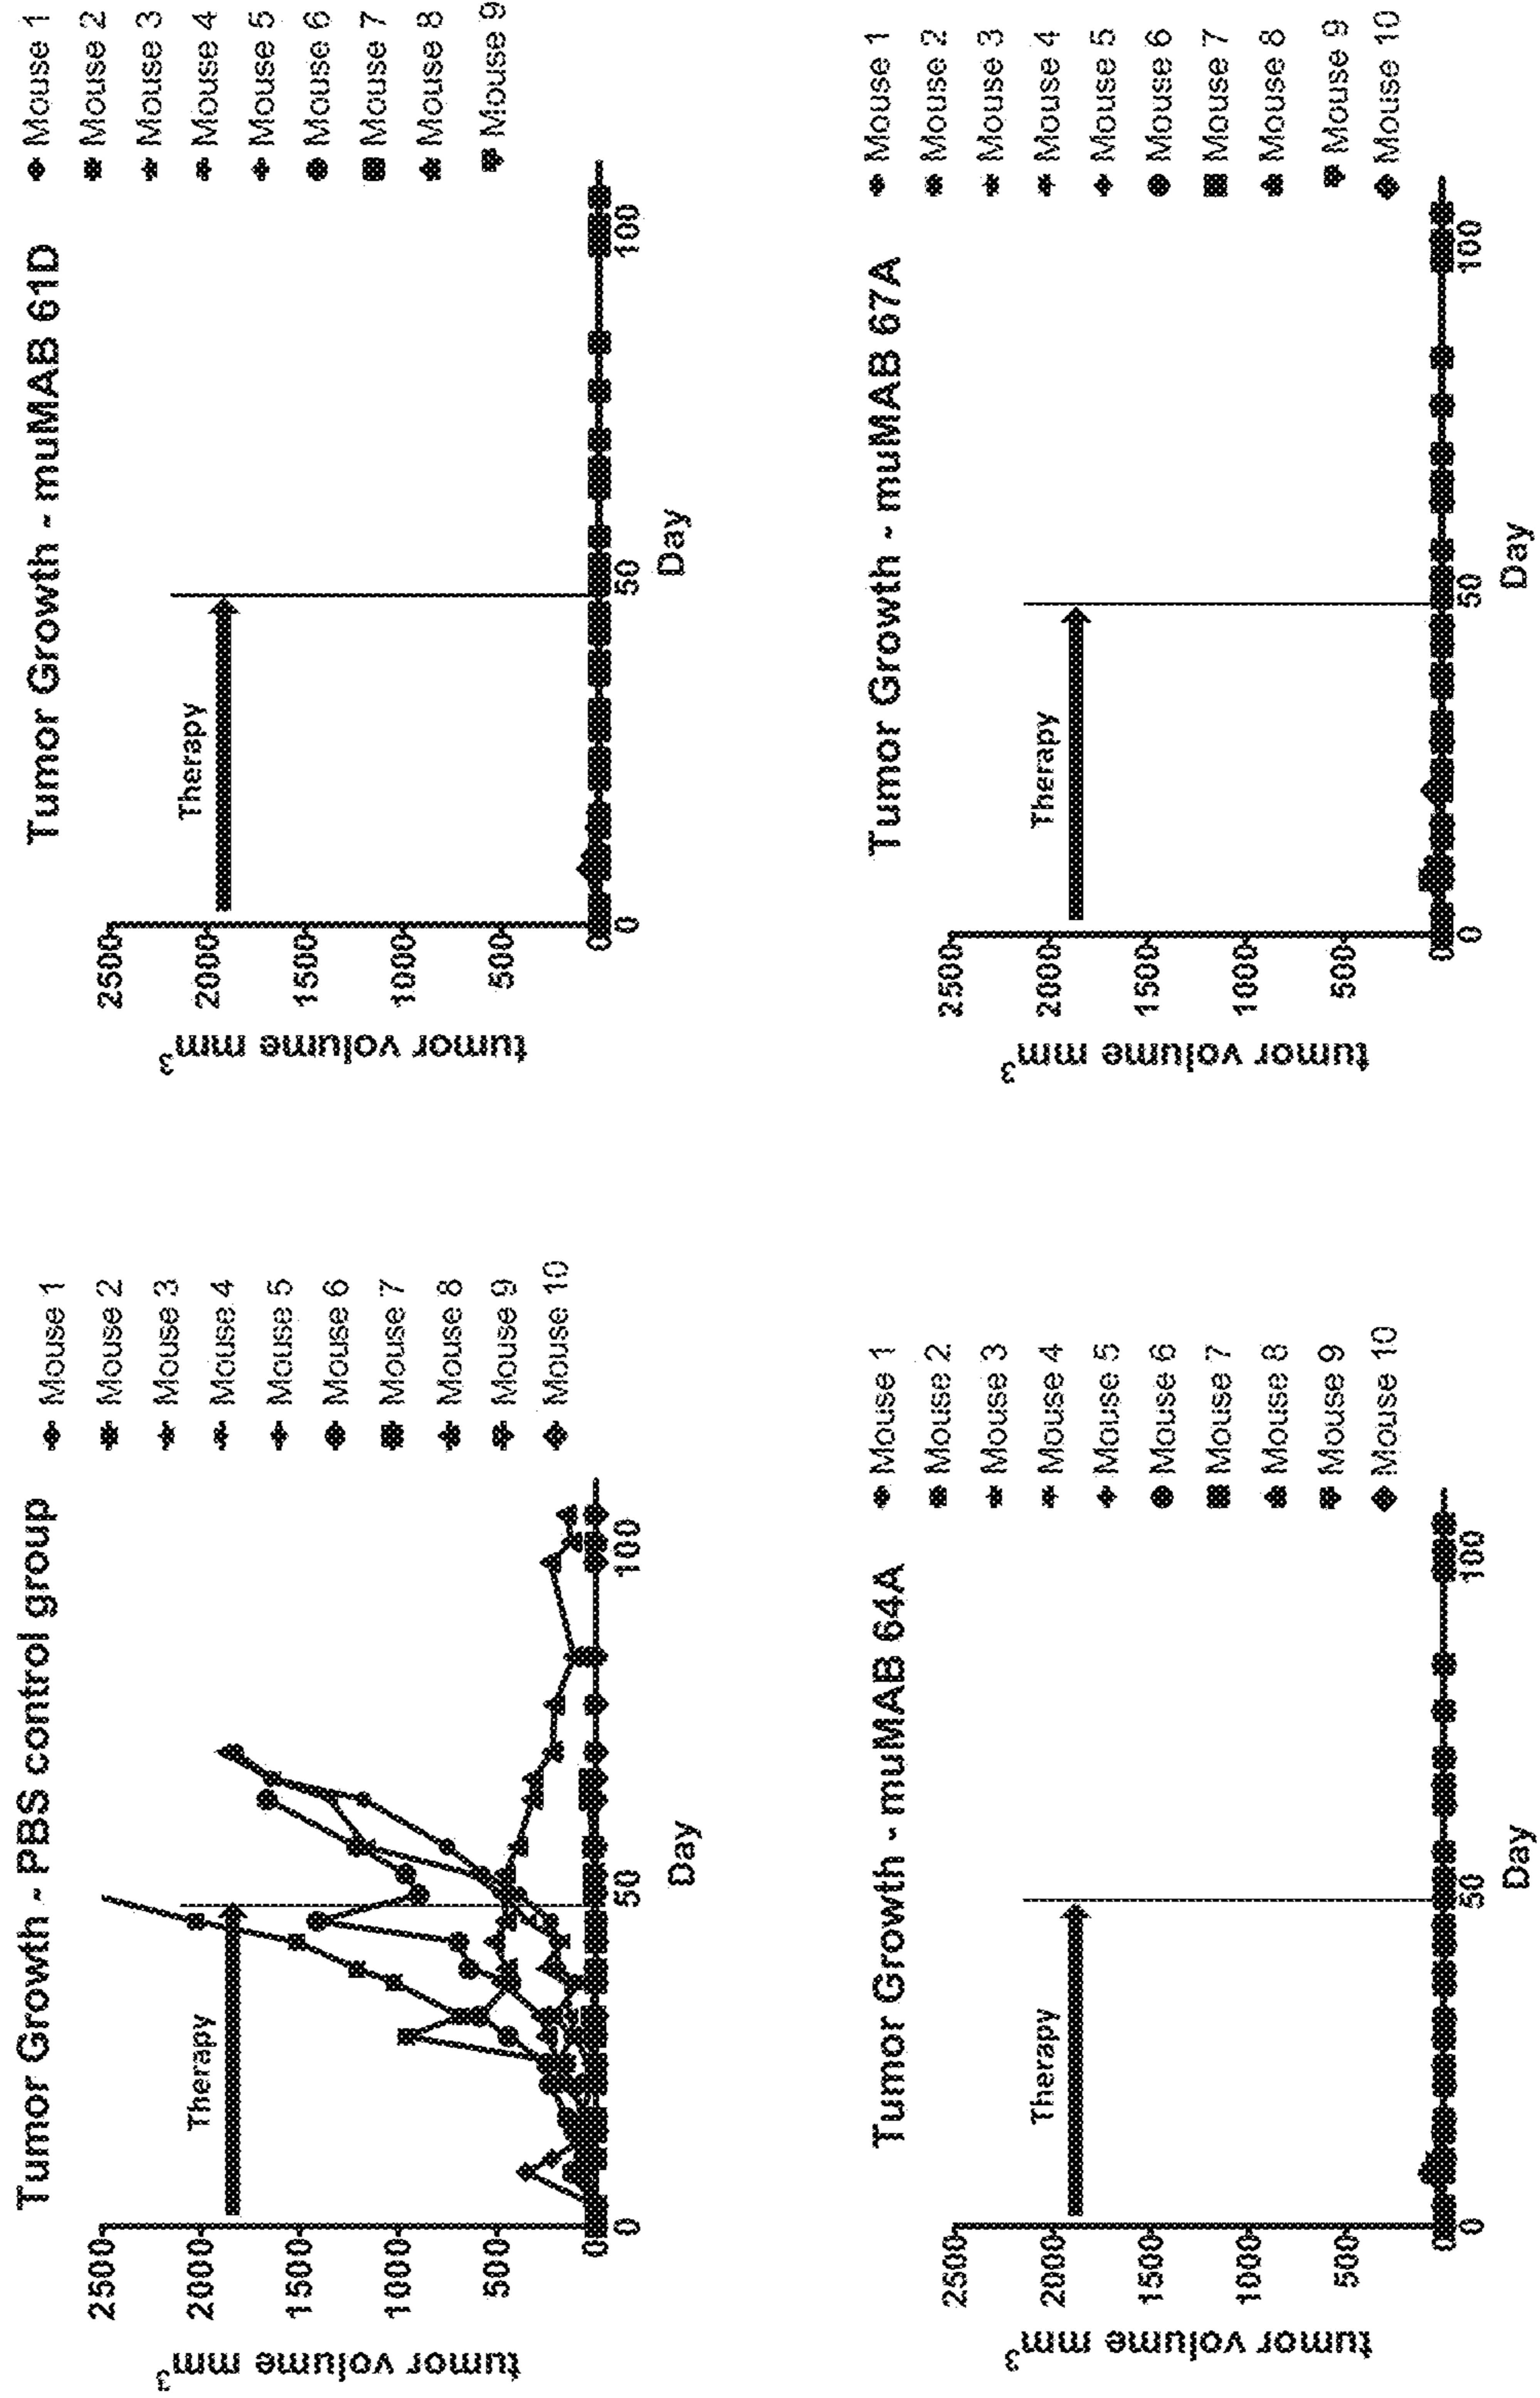 Tumor Growth - PBS control group
2500
2000
1500
1000
500
0
tumor volume mm3
Therapy
0
50
100
Day
Mouse 1
Mouse 2
Mouse 3
Mouse 4
Mouse 5
Mouse 6
Mouse 7
Mouse 8
Mouse 9
Mouse 10
Tumor Growth - muMAB 61D
2500
2000
1500
1000
500
0
tumor volume mm3
Therapy
0
50
100
Day
Mouse 1
Mouse 2
Mouse 3
Mouse 4
Mouse 5
Mouse 6
Mouse 7
Mouse 8
Mouse 9
Tumor Growth - muMAB 64A
2500
2000
1500
1000
500
0
tumor volume mm3
Therapy
0
50
100
Day
Mouse 1
Mouse 2
Mouse 3
Mouse 4
Mouse 5
Mouse 6
Mouse 7
Mouse 8
Mouse 9
Mouse 10
Tumor Growth - muMAB 67A
2500
2000
1500
1000
500
0
tumor volume mm3
Therapy
0
50
100
Day
Mouse 1
Mouse 2
Mouse 3
Mouse 4
Mouse 5
Mouse 6
Mouse 7
Mouse 8
Mouse 9
Mouse 10